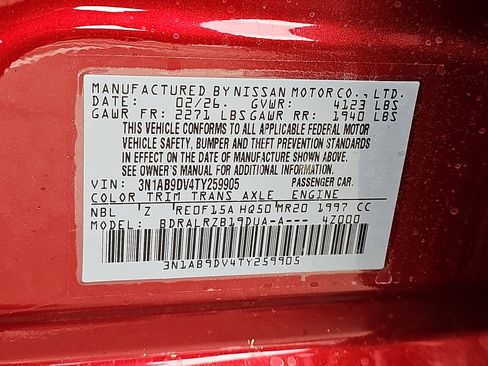 MANUFACTURED BY NISSAN MOTOR CO., LTD.
DATE: 02/26. GVWR: 4123 LBS
GAWR FR: 2271 LBS GAWR RR: 1940 LBS
THIS VEHICLE CONFORMS TO ALL APPLICABLE FEDERAL MOTOR
VEHICLE SAFETY, BUMPER AND THEFT PREVENTION STANDARDS
IN EFFECT ON THE DATE OF MANUFACTURE SHOWN ABOVE.
SEE OWNER'S MANUAL FOR ADDITIONAL INFORMATION.
VIN: 3N1AB9DV4TY259905 PASSENGER CAR.
COLOR TRIM TRANS AXLE ENGINE
NBL Z RE0F15A HQ50 MR20 1997 CC
MODEL: BDRALRZB19DUA-A--- 4Z000
3N1AB9DV4TY259905